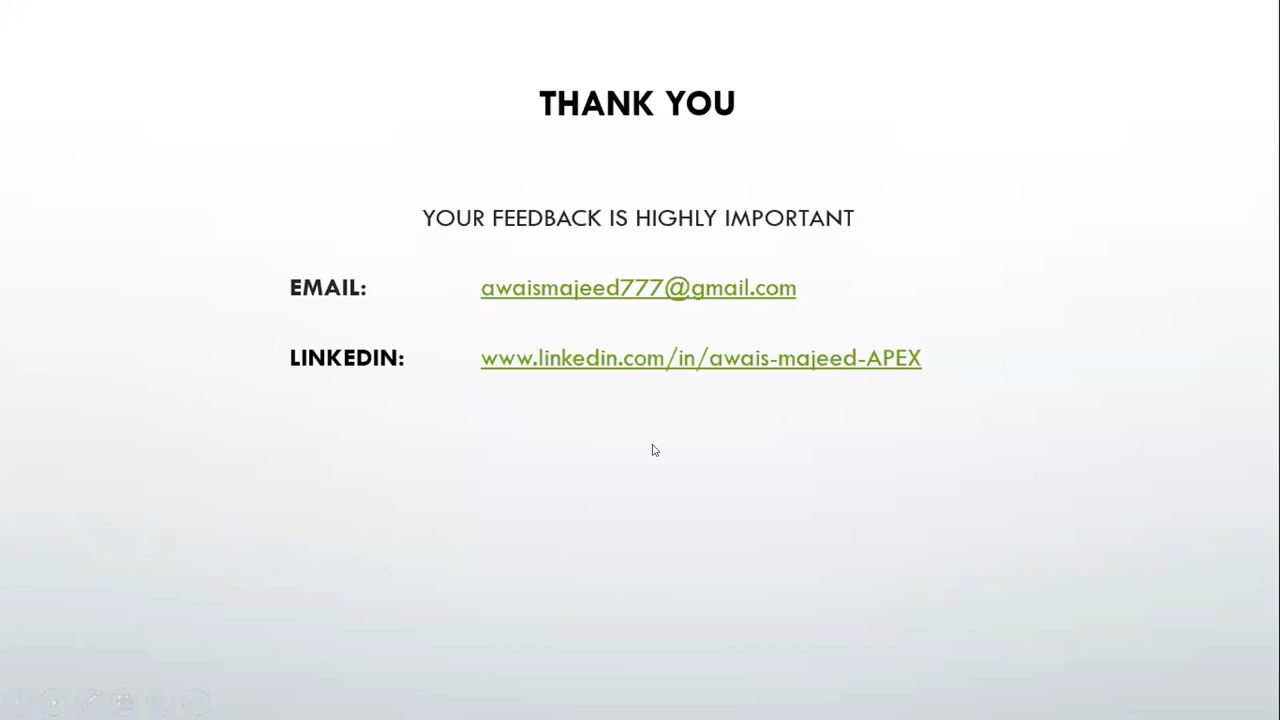 THANK YOU
YOUR FEEDBACK IS HIGHLY IMPORTANT
EMAIL: awaismajeed777@gmail.com
LINKEDIN: www.linkedin.com/in/awais-majeed-APEX